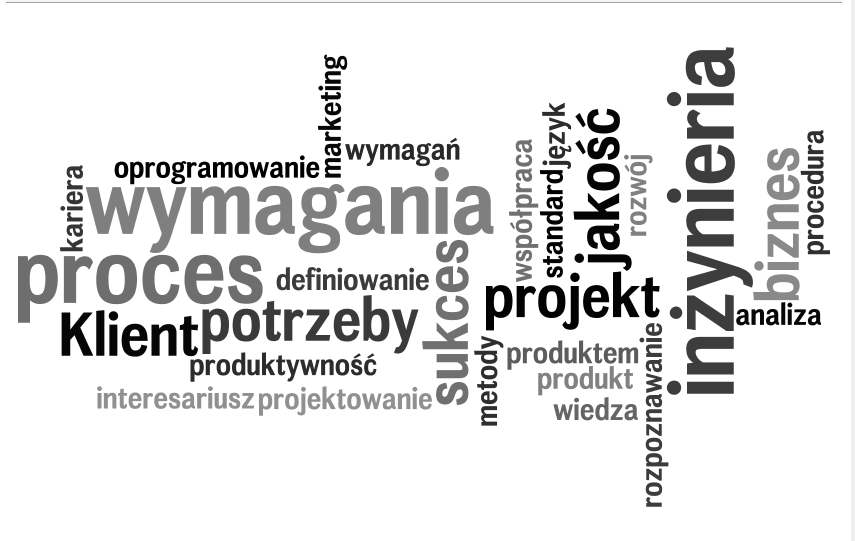 marketing
wymagań
oprogramowanie
kariera
wymagania
proces
definiowanie
sukces
Klient
potrzeby
produktywność
interesariusz
projektowanie
metody
współpraca
standard
język
jakość
rozwój
projekt
produktem
produkt
wiedza
rozpoznawanie
inżynieria
biznes
procedura
analiza